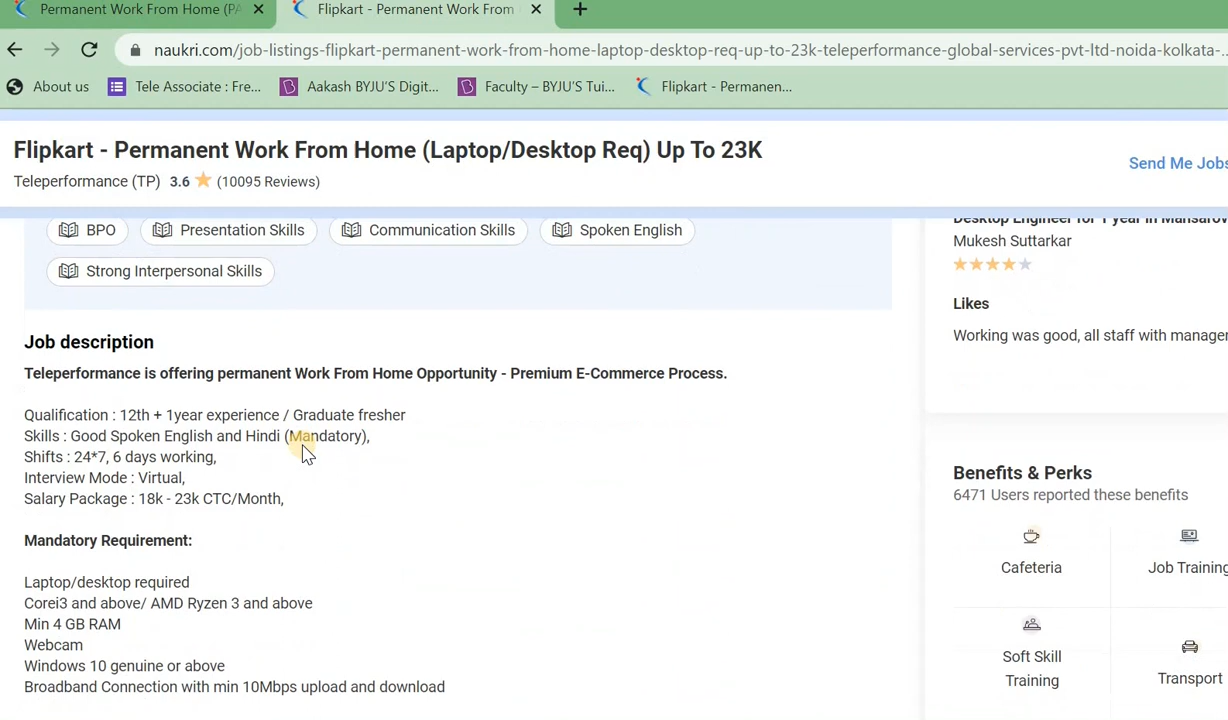 Permanent Work From Home (PA
Flipkart - Permanent Work From
naukri.com/job-listings-flipkart-permanent-work-from-home-laptop-desktop-req-up-to-23k-teleperformance-global-services-pvt-ltd-noida-kolkata-...
About us
Tele Associate : Fre...
Aakash BYJU'S Digit...
Faculty – BYJU'S Tui...
Flipkart - Permanen...
Flipkart - Permanent Work From Home (Laptop/Desktop Req) Up To 23K
Send Me Jobs
Teleperformance (TP) 3.6 (10095 Reviews)
BPO
Presentation Skills
Communication Skills
Spoken English
Strong Interpersonal Skills
Job description
Teleperformance is offering permanent Work From Home Opportunity - Premium E-Commerce Process.
Qualification : 12th + 1year experience / Graduate fresher
Skills : Good Spoken English and Hindi (Mandatory),
Shifts : 24*7, 6 days working,
Interview Mode : Virtual,
Salary Package : 18k - 23k CTC/Month,
Mandatory Requirement:
Laptop/desktop required
Corei3 and above/ AMD Ryzen 3 and above
Min 4 GB RAM
Webcam
Windows 10 genuine or above
Broadband Connection with min 10Mbps upload and download
Desktop Engineer for 1 year in Mansarov
Mukesh Suttarkar
Likes
Working was good, all staff with manager
Benefits & Perks
6471 Users reported these benefits
Cafeteria
Job Training
Soft Skill
Training
Transport